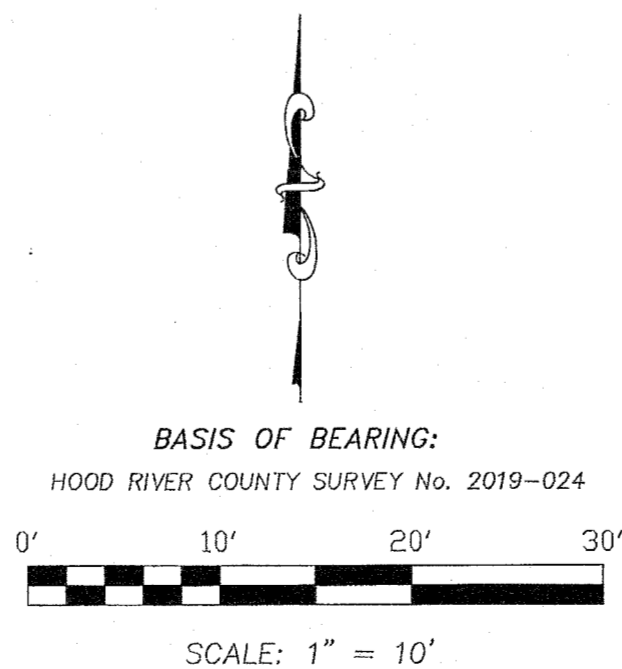 BASIS OF BEARING:
HOOD RIVER COUNTY SURVEY No. 2019-024
0' 10' 20' 30'
SCALE: 1" = 10'